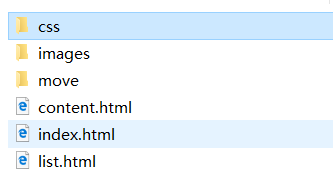 css
images
move
content.html
index.html
list.html